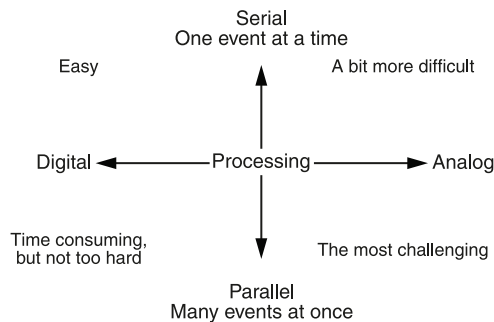 Serial
One event at a time
Easy
A bit more difficult
Digital
Processing
Analog
Time consuming,
but not too hard
The most challenging
Parallel
Many events at once